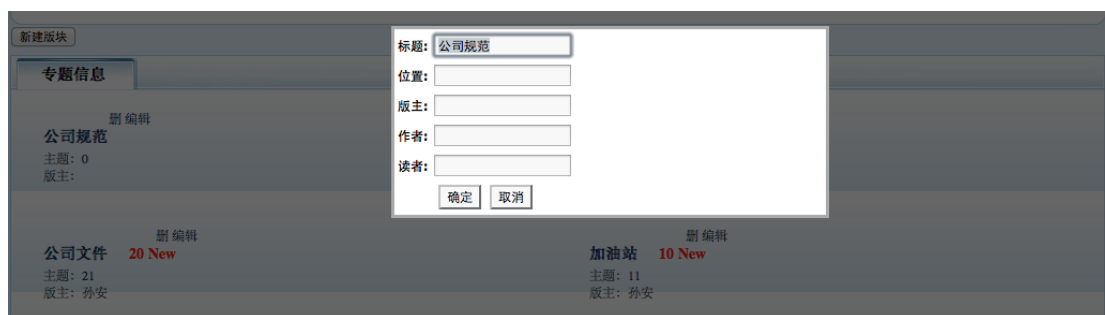 新建版块
标题: 公司规范
专题信息
位置:
版主:
作者:
读者:
确定 取消
删 编辑
公司规范
主题: 0
版主:
删 编辑
公司文件 20 New
主题: 21
版主: 孙安
删 编辑
加油站 10 New
主题: 11
版主: 孙安